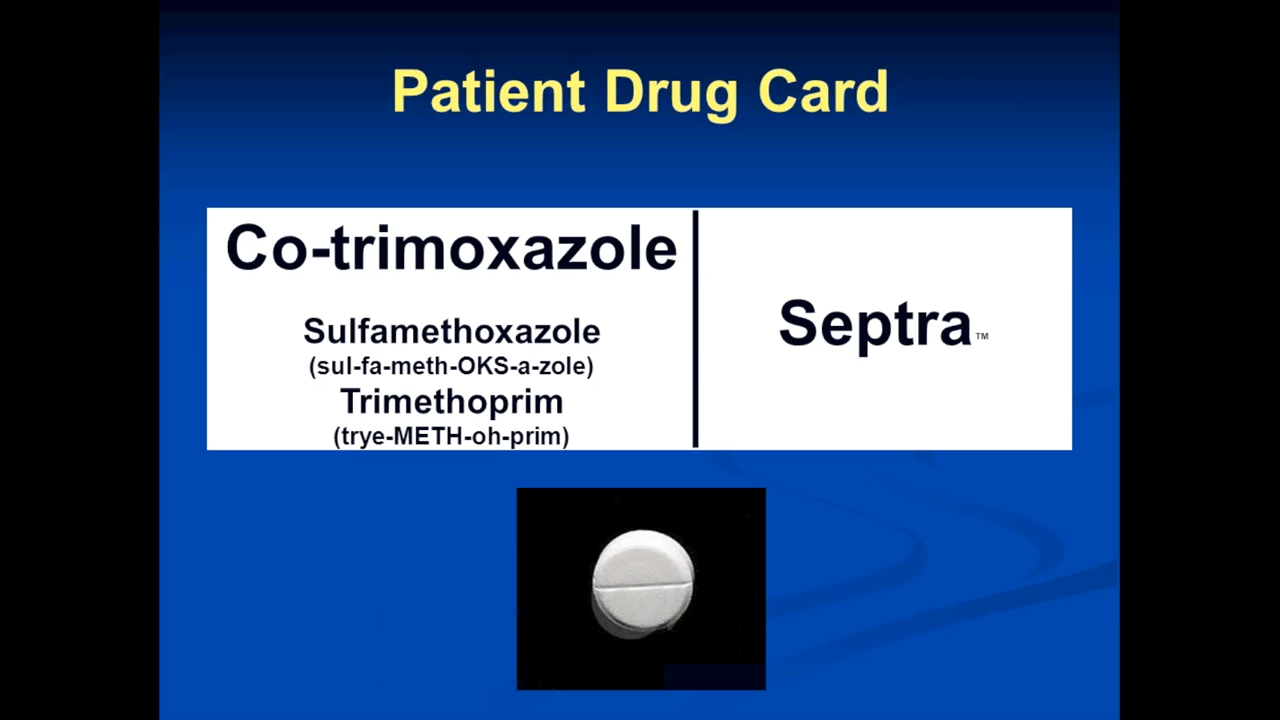 Patient Drug Card
Co-trimoxazole
Sulfamethoxazole
(sul-fa-meth-OKS-a-zole)
Trimethoprim
(trye-METH-oh-prim)
Septra™